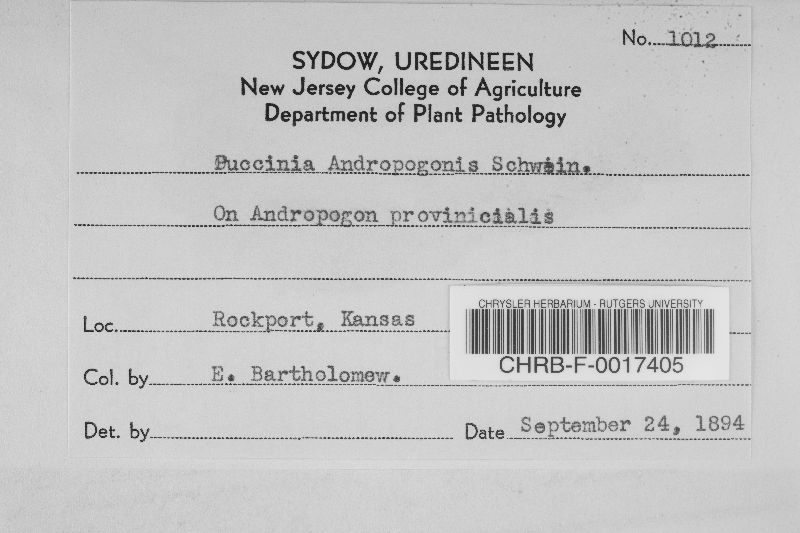 No. 1012
SYDOW, UREDINEEN
New Jersey College of Agriculture
Department of Plant Pathology
Puccinia Andropogonis Schwein.
On Andropogon provinicialis
Loc. Rockport, Kansas
CHRYSLER HERBARIUM - RUTGERS UNIVERSITY
CHRB-F-0017405
Col. by E. Bartholomew.
Det. by
Date September 24, 1894